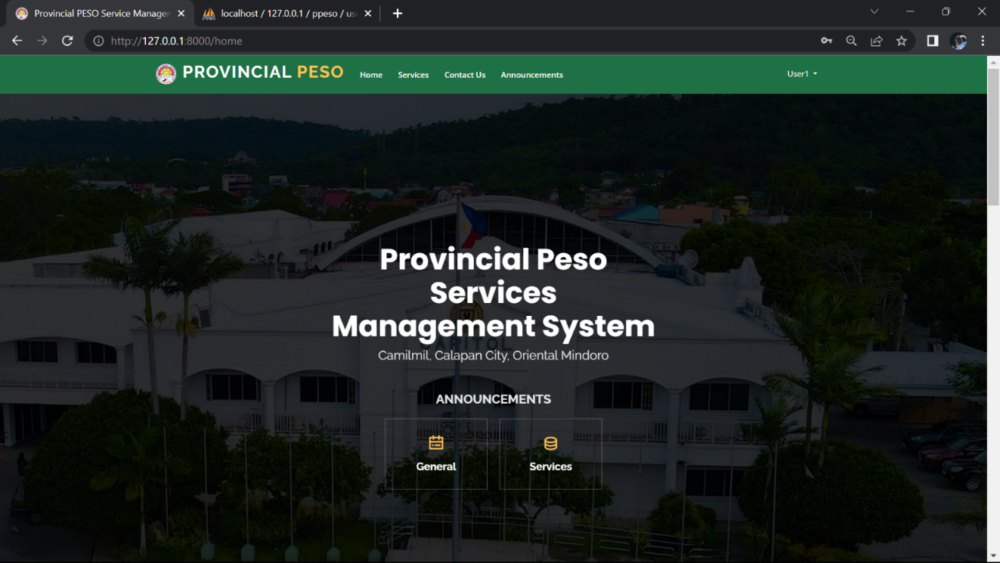 Provincial PESO Service Manager
localhost / 127.0.0.1 / ppeso / us
http://127.0.0.1:8000/home
PROVINCIAL PESO
Home
Services
Contact Us
Announcements
User1
Provincial Peso
Services
Management System
Camilmil, Calapan City, Oriental Mindoro
ANNOUNCEMENTS
General
Services